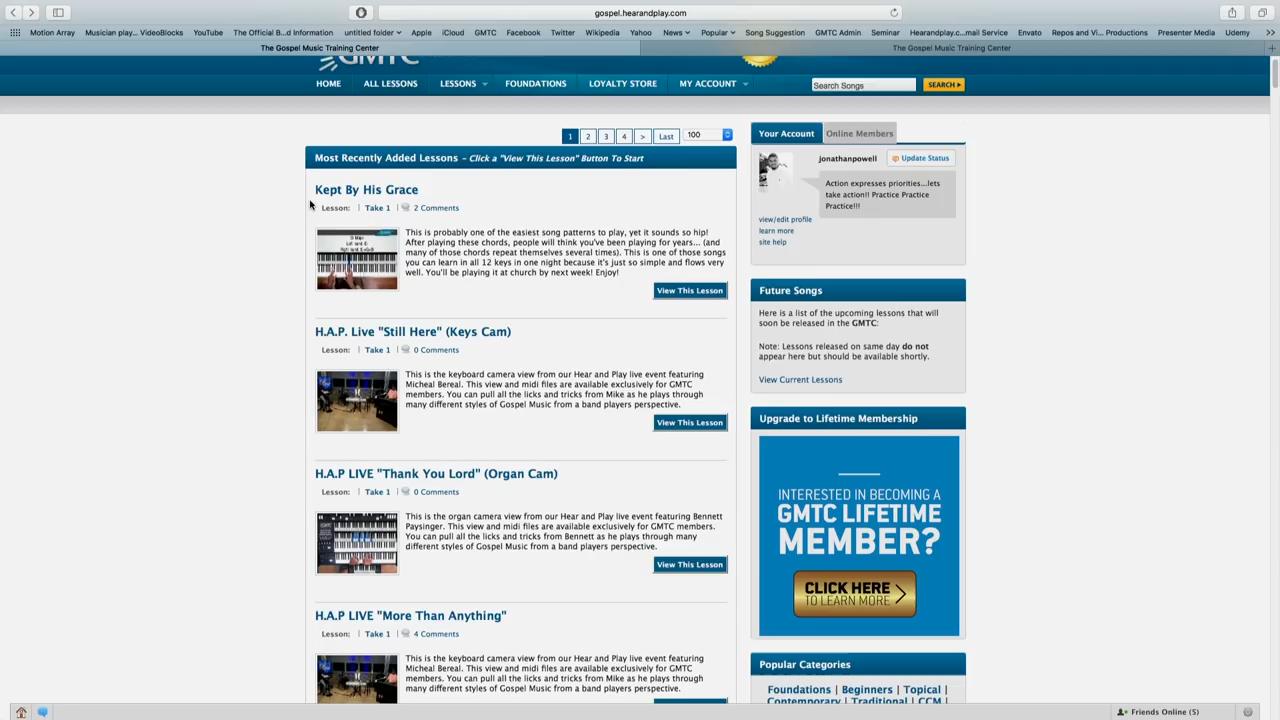 gospel.hearandplay.com
Motion Array
Musician play... VideoBlocks
YouTube
The Official B...d Information
untitled folder
Apple
iCloud
GMTC
Facebook
Twitter
Wikipedia
Yahoo
News
Popular
Song Suggestion
GMTC Admin
Seminar
Hearandplay.c...mail Service
Envato
Repos and Vi... Productions
Presenter Media
Udemy
>>
The Gospel Music Training Center
The Gospel Music Training Center
GMTC
HOME
ALL LESSONS
LESSONS
FOUNDATIONS
LOYALTY STORE
MY ACCOUNT
Search Songs
SEARCH
1 2 3 4 > Last 100
Most Recently Added Lessons - Click a "View This Lesson" Button To Start
Kept By His Grace
Lesson: | Take 1 | 2 Comments
This is probably one of the easiest song patterns to play, yet it sounds so hip!
After playing these chords, people will think you've been playing for years... (and
many of those chords repeat themselves several times). This is one of those songs
you can learn in all 12 keys in one night because it's just so simple and flows very
well. You'll be playing it at church by next week! Enjoy!
View This Lesson
H.A.P. Live "Still Here" (Keys Cam)
Lesson: | Take 1 | 0 Comments
This is the keyboard camera view from our Hear and Play live event featuring
Micheal Bereal. This view and midi files are available exclusively for GMTC
members. You can pull all the licks and tricks from Mike as he plays through
many different styles of Gospel Music from a band players perspective.
View This Lesson
H.A.P LIVE "Thank You Lord" (Organ Cam)
Lesson: | Take 1 | 0 Comments
This is the organ camera view from our Hear and Play live event featuring Bennett
Paysinger. This view and midi files are available exclusively for GMTC members.
You can pull all the licks and tricks from Bennett as he plays through many
different styles of Gospel Music from a band players perspective.
View This Lesson
H.A.P LIVE "More Than Anything"
Lesson: | Take 1 | 4 Comments
This is the keyboard camera view from our Hear and Play live event featuring
Micheal Bereal. This view and midi files are available exclusively for GMTC
members. You can pull all the licks and tricks from Mike as he plays through
many different styles of Gospel Music from a band players perspective.
Your Account
Online Members
jonathanpowell
Update Status
Action expresses priorities...lets
take action!! Practice Practice
Practice!!!
view/edit profile
learn more
site help
Future Songs
Here is a list of the upcoming lessons that will
soon be released in the GMTC:
Note: Lessons released on same day do not
appear here but should be available shortly.
View Current Lessons
Upgrade to Lifetime Membership
INTERESTED IN BECOMING A
GMTC LIFETIME
MEMBER?
CLICK HERE
TO LEARN MORE
Popular Categories
Foundations | Beginners | Topical |
Contemporary | Traditional | CCM |
Friends Online (5)